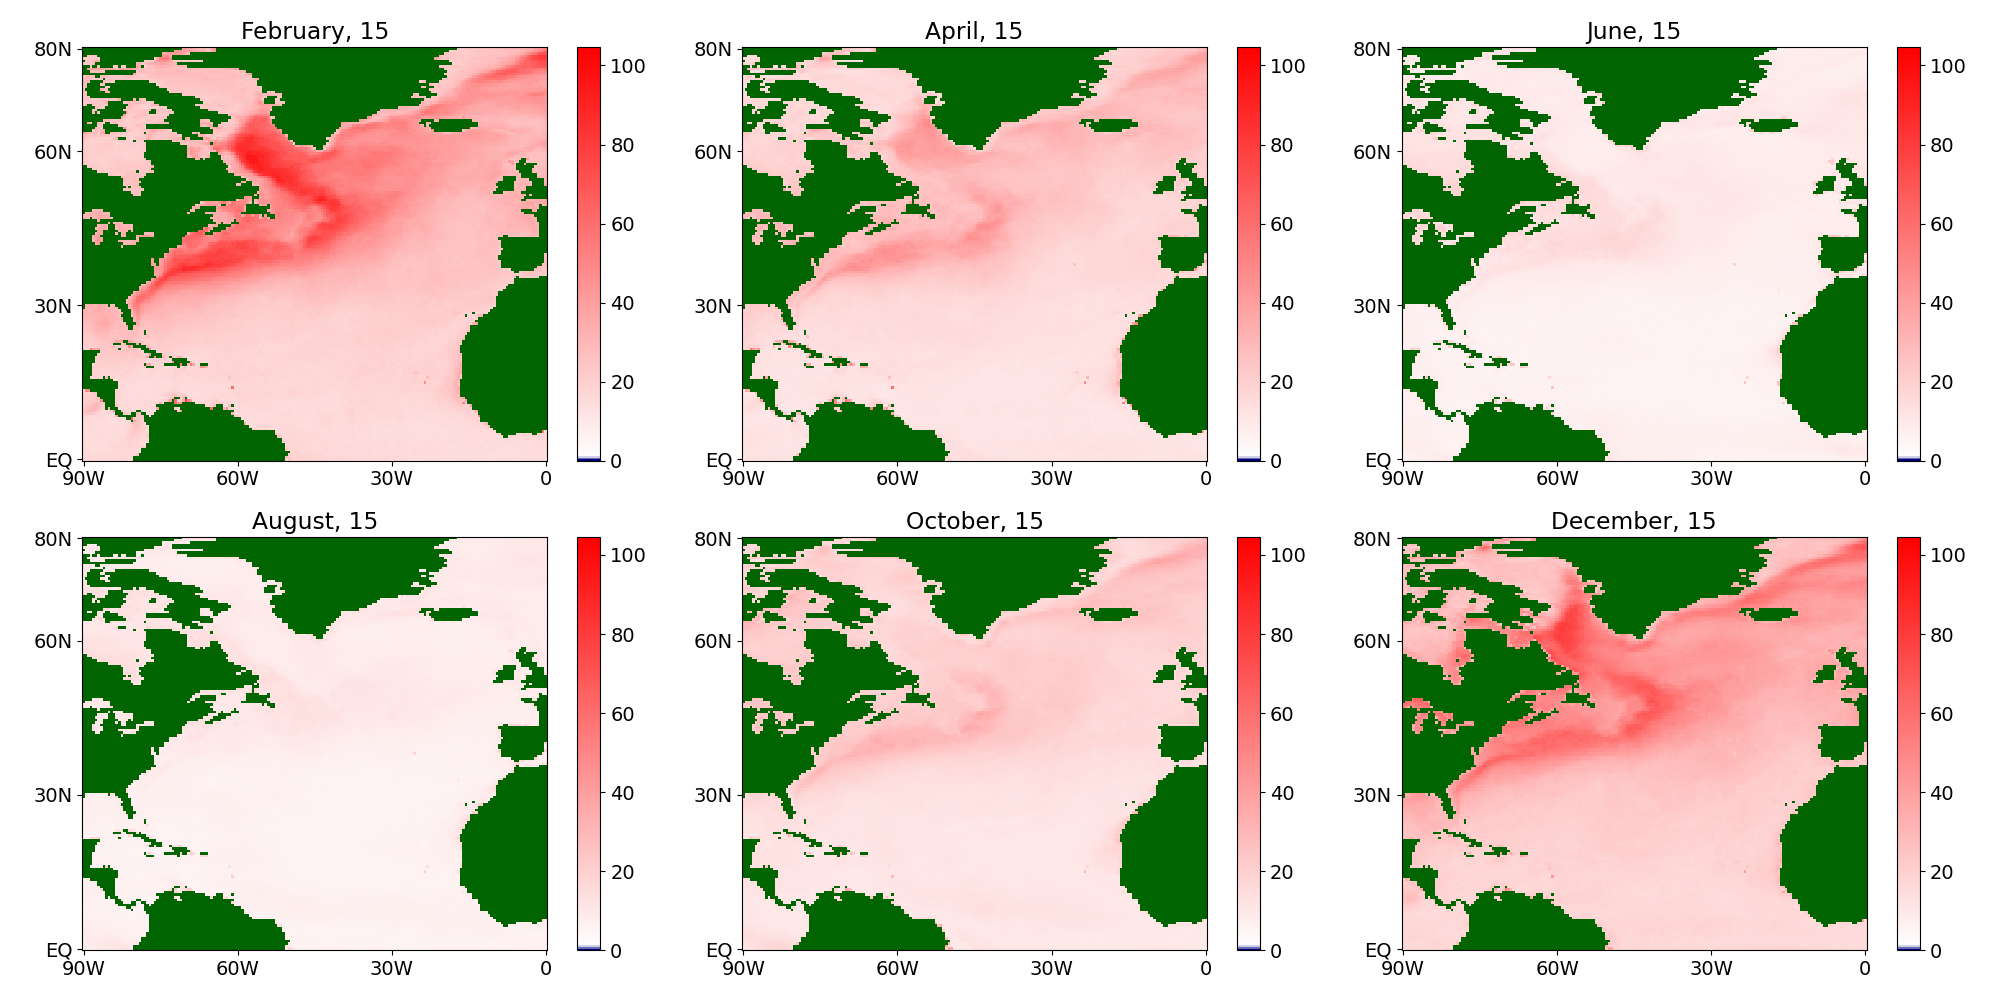 February, 15
80N
60N
30N
EQ
90W 60W 30W 0
100
80
60
40
20
0
April, 15
80N
60N
30N
EQ
90W 60W 30W 0
100
80
60
40
20
0
June, 15
80N
60N
30N
EQ
90W 60W 30W 0
100
80
60
40
20
0
August, 15
80N
60N
30N
EQ
90W 60W 30W 0
100
80
60
40
20
0
October, 15
80N
60N
30N
EQ
90W 60W 30W 0
100
80
60
40
20
0
December, 15
80N
60N
30N
EQ
90W 60W 30W 0
100
80
60
40
20
0